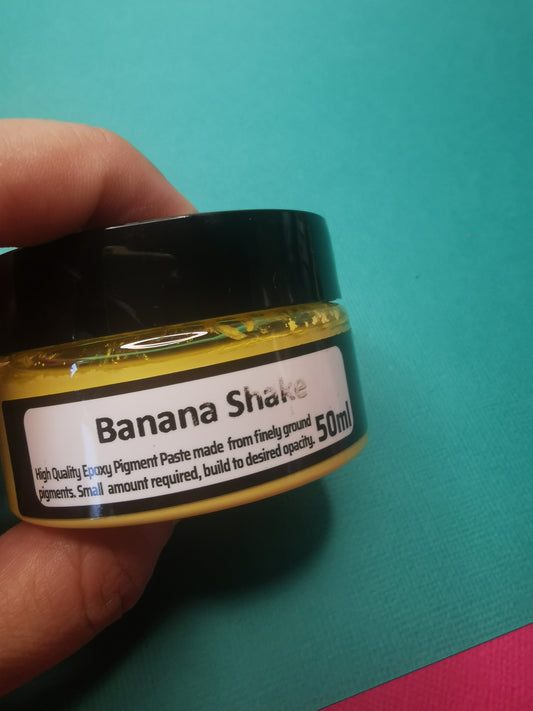 Banana Shake
High Quality Epoxy Pigment Paste made from finely ground
pigments. Small amount required, build to desired opacity.
50ml